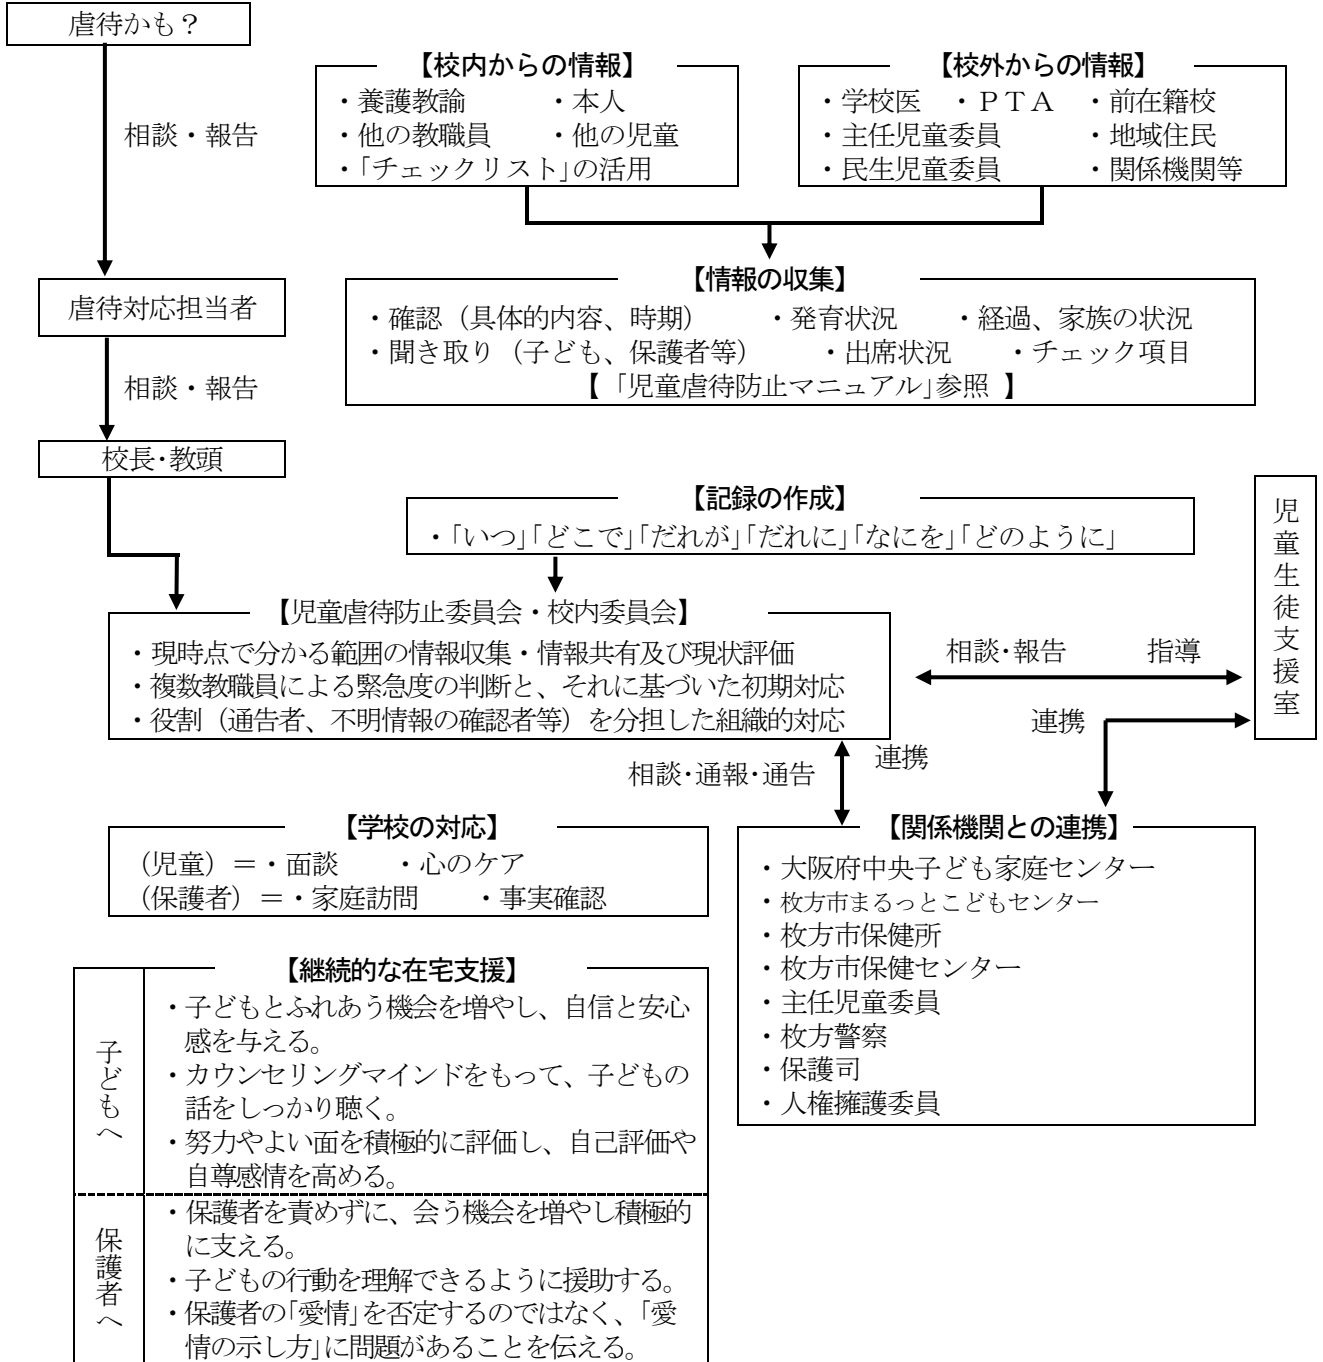 虐待かも？
相談・報告
虐待対応担当者
相談・報告
校長・教頭
【校内からの情報】
・養護教諭　・本人
・他の教職員　・他の児童
・「チェックリスト」の活用
【校外からの情報】
・学校医　・ＰＴＡ　・前在籍校
・主任児童委員　・地域住民
・民生児童委員　・関係機関等
【情報の収集】
・確認（具体的内容、時期）　・発育状況　・経過、家族の状況
・聞き取り（子ども、保護者等）　・出席状況　・チェック項目
【「児童虐待防止マニュアル」参照 】
【記録の作成】
・「いつ」「どこで」「だれが」「だれに」「なにを」「どのように」
児童生徒支援室
【児童虐待防止委員会・校内委員会】
・現時点で分かる範囲の情報収集・情報共有及び現状評価
・複数教職員による緊急度の判断と、それに基づいた初期対応
・役割（通告者、不明情報の確認者等）を分担した組織的対応
相談・報告　指導
連携
相談・通報・通告
連携
【学校の対応】
（児童）＝・面談　・心のケア
（保護者）＝・家庭訪問　・事実確認
【関係機関との連携】
・大阪府中央子ども家庭センター
・枚方市まるっとこどもセンター
・枚方市保健所
・枚方市保健センター
・主任児童委員
・枚方警察
・保護司
・人権擁護委員
【継続的な在宅支援】
子どもへ
・子どもとふれあう機会を増やし、自信と安心
感を与える。
・カウンセリングマインドをもって、子どもの
話をしっかり聴く。
・努力やよい面を積極的に評価し、自己評価や
自尊感情を高める。
保護者へ
・保護者を責めずに、会う機会を増やし積極的
に支える。
・子どもの行動を理解できるように援助する。
・保護者の「愛情」を否定するのではなく、「愛
情の示し方」に問題があることを伝える。